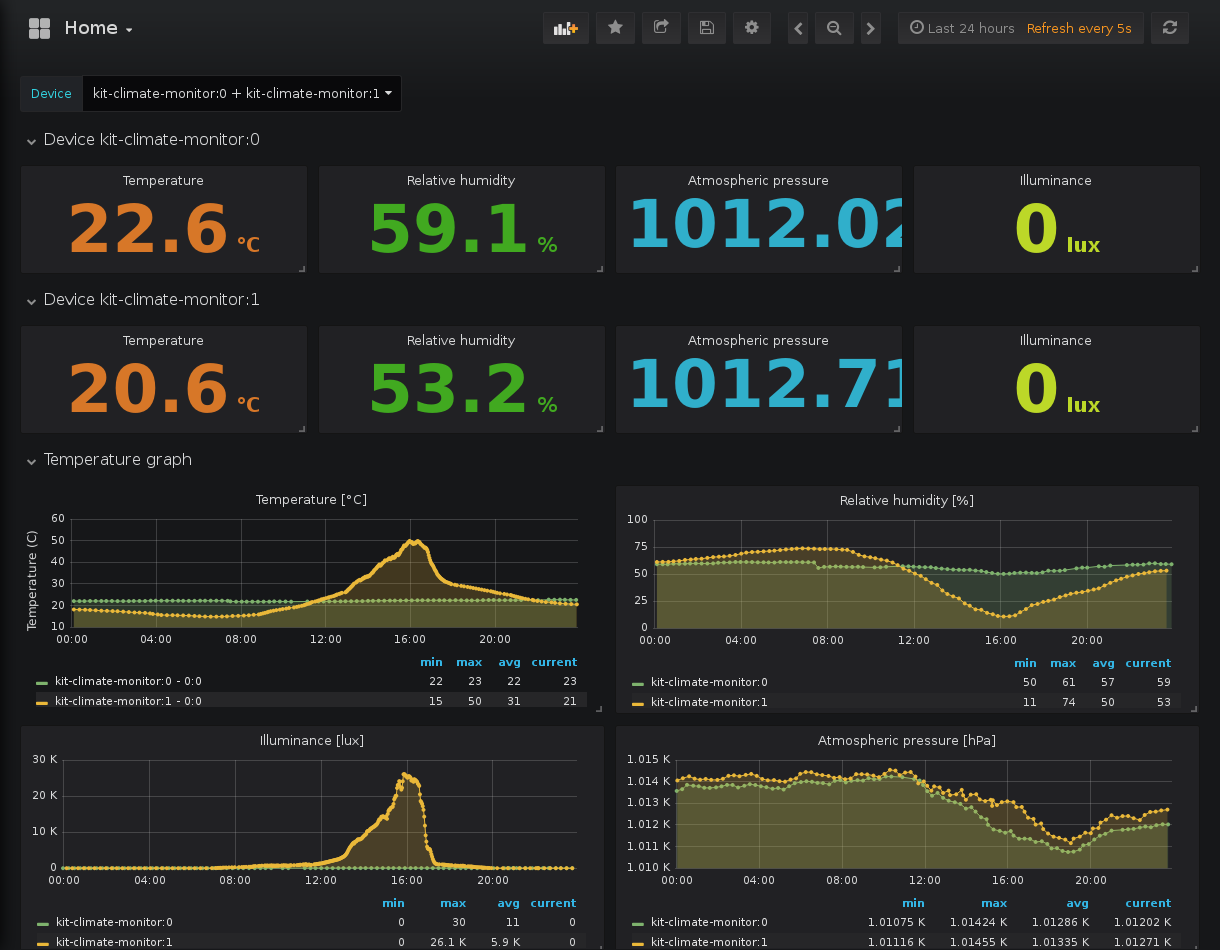 Home
Last 24 hours Refresh every 5s
Device kit-climate-monitor:0 + kit-climate-monitor:1
Device kit-climate-monitor:0
Temperature Relative humidity Atmospheric pressure Illuminance
22.6 °C 59.1 % 1012.02 0 lux
Device kit-climate-monitor:1
Temperature Relative humidity Atmospheric pressure Illuminance
20.6 °C 53.2 % 1012.71 0 lux
Temperature graph
Temperature [°C]
Temperature (C)
60
50
40
30
20
10
00:00 04:00 08:00 12:00 16:00 20:00
min max avg current
kit-climate-monitor:0 - 0:0 22 23 22 23
kit-climate-monitor:1 - 0:0 15 50 31 21
Relative humidity [%]
100
75
50
25
0
00:00 04:00 08:00 12:00 16:00 20:00
min max avg current
kit-climate-monitor:0 50 61 57 59
kit-climate-monitor:1 11 74 50 53
Illuminance [lux]
30 K
20 K
10 K
0
00:00 04:00 08:00 12:00 16:00 20:00
min max avg current
kit-climate-monitor:0 0 30 11 0
kit-climate-monitor:1 0 26.1 K 5.9 K 0
Atmospheric pressure [hPa]
1.015 K
1.014 K
1.013 K
1.012 K
1.011 K
1.010 K
00:00 04:00 08:00 12:00 16:00 20:00
min max avg current
kit-climate-monitor:0 1.01075 K 1.01424 K 1.01286 K 1.01202 K
kit-climate-monitor:1 1.01116 K 1.01455 K 1.01335 K 1.01271 K